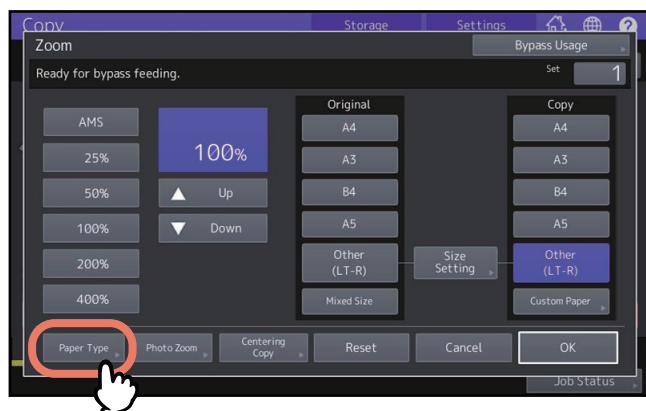 Copy
Storage
Settings
?
Zoom
Bypass Usage
Ready for bypass feeding.
Set
1
Original
Copy
AMS
100%
A4
A4
25%
A3
A3
50%
Up
B4
B4
100%
Down
A5
A5
200%
Other
(LT-R)
Size
Setting
Other
(LT-R)
400%
Mixed Size
Custom Paper
Paper Type
Photo Zoom
Centering
Copy
Reset
Cancel
OK
Job Status